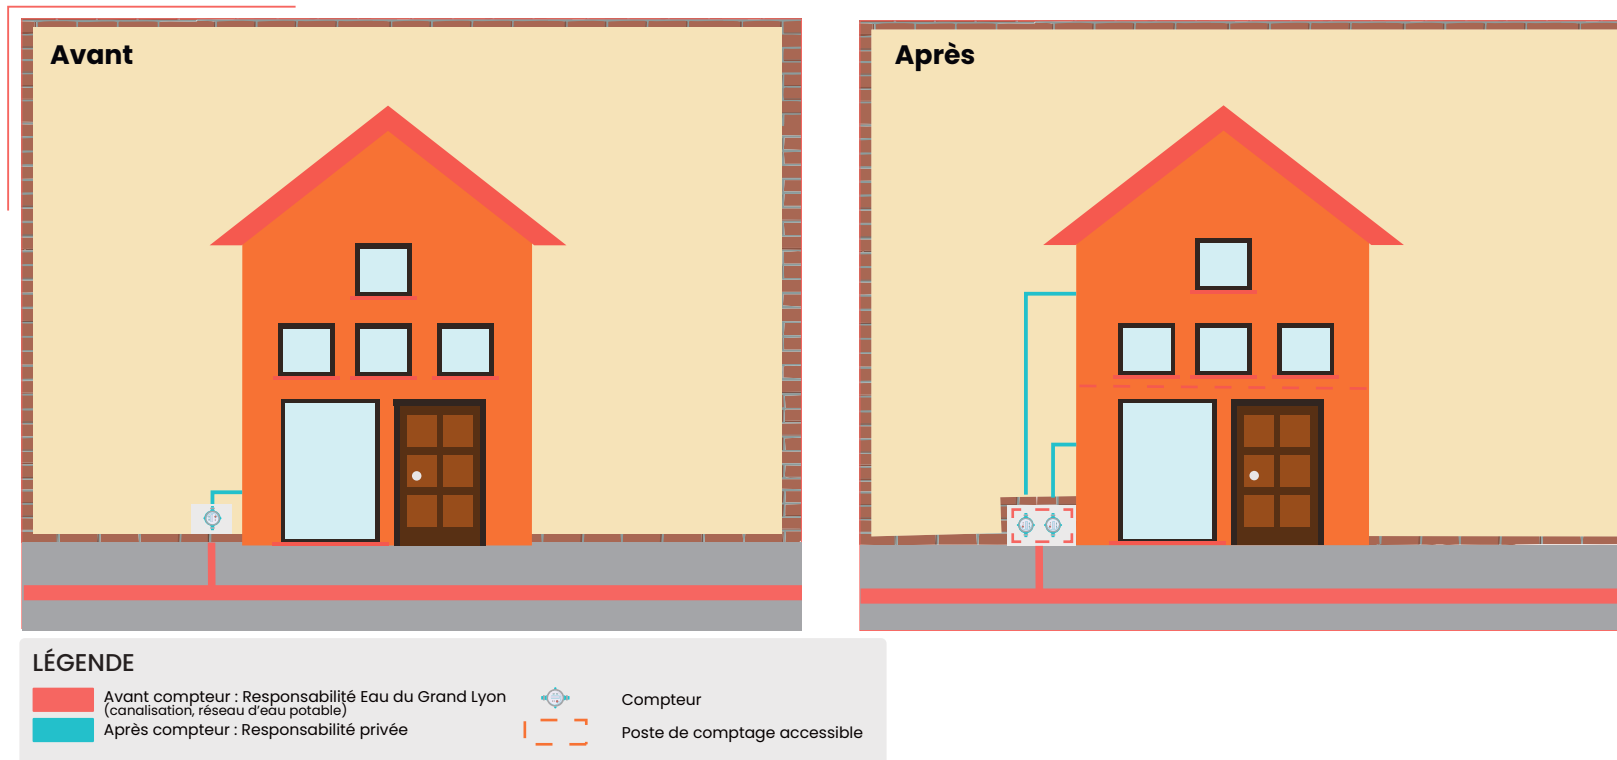 Avant
Après
LÉGENDE
Avant compteur : Responsabilité Eau du Grand Lyon
(canalisation, réseau d'eau potable)
Après compteur : Responsabilité privée
Compteur
Poste de comptage accessible